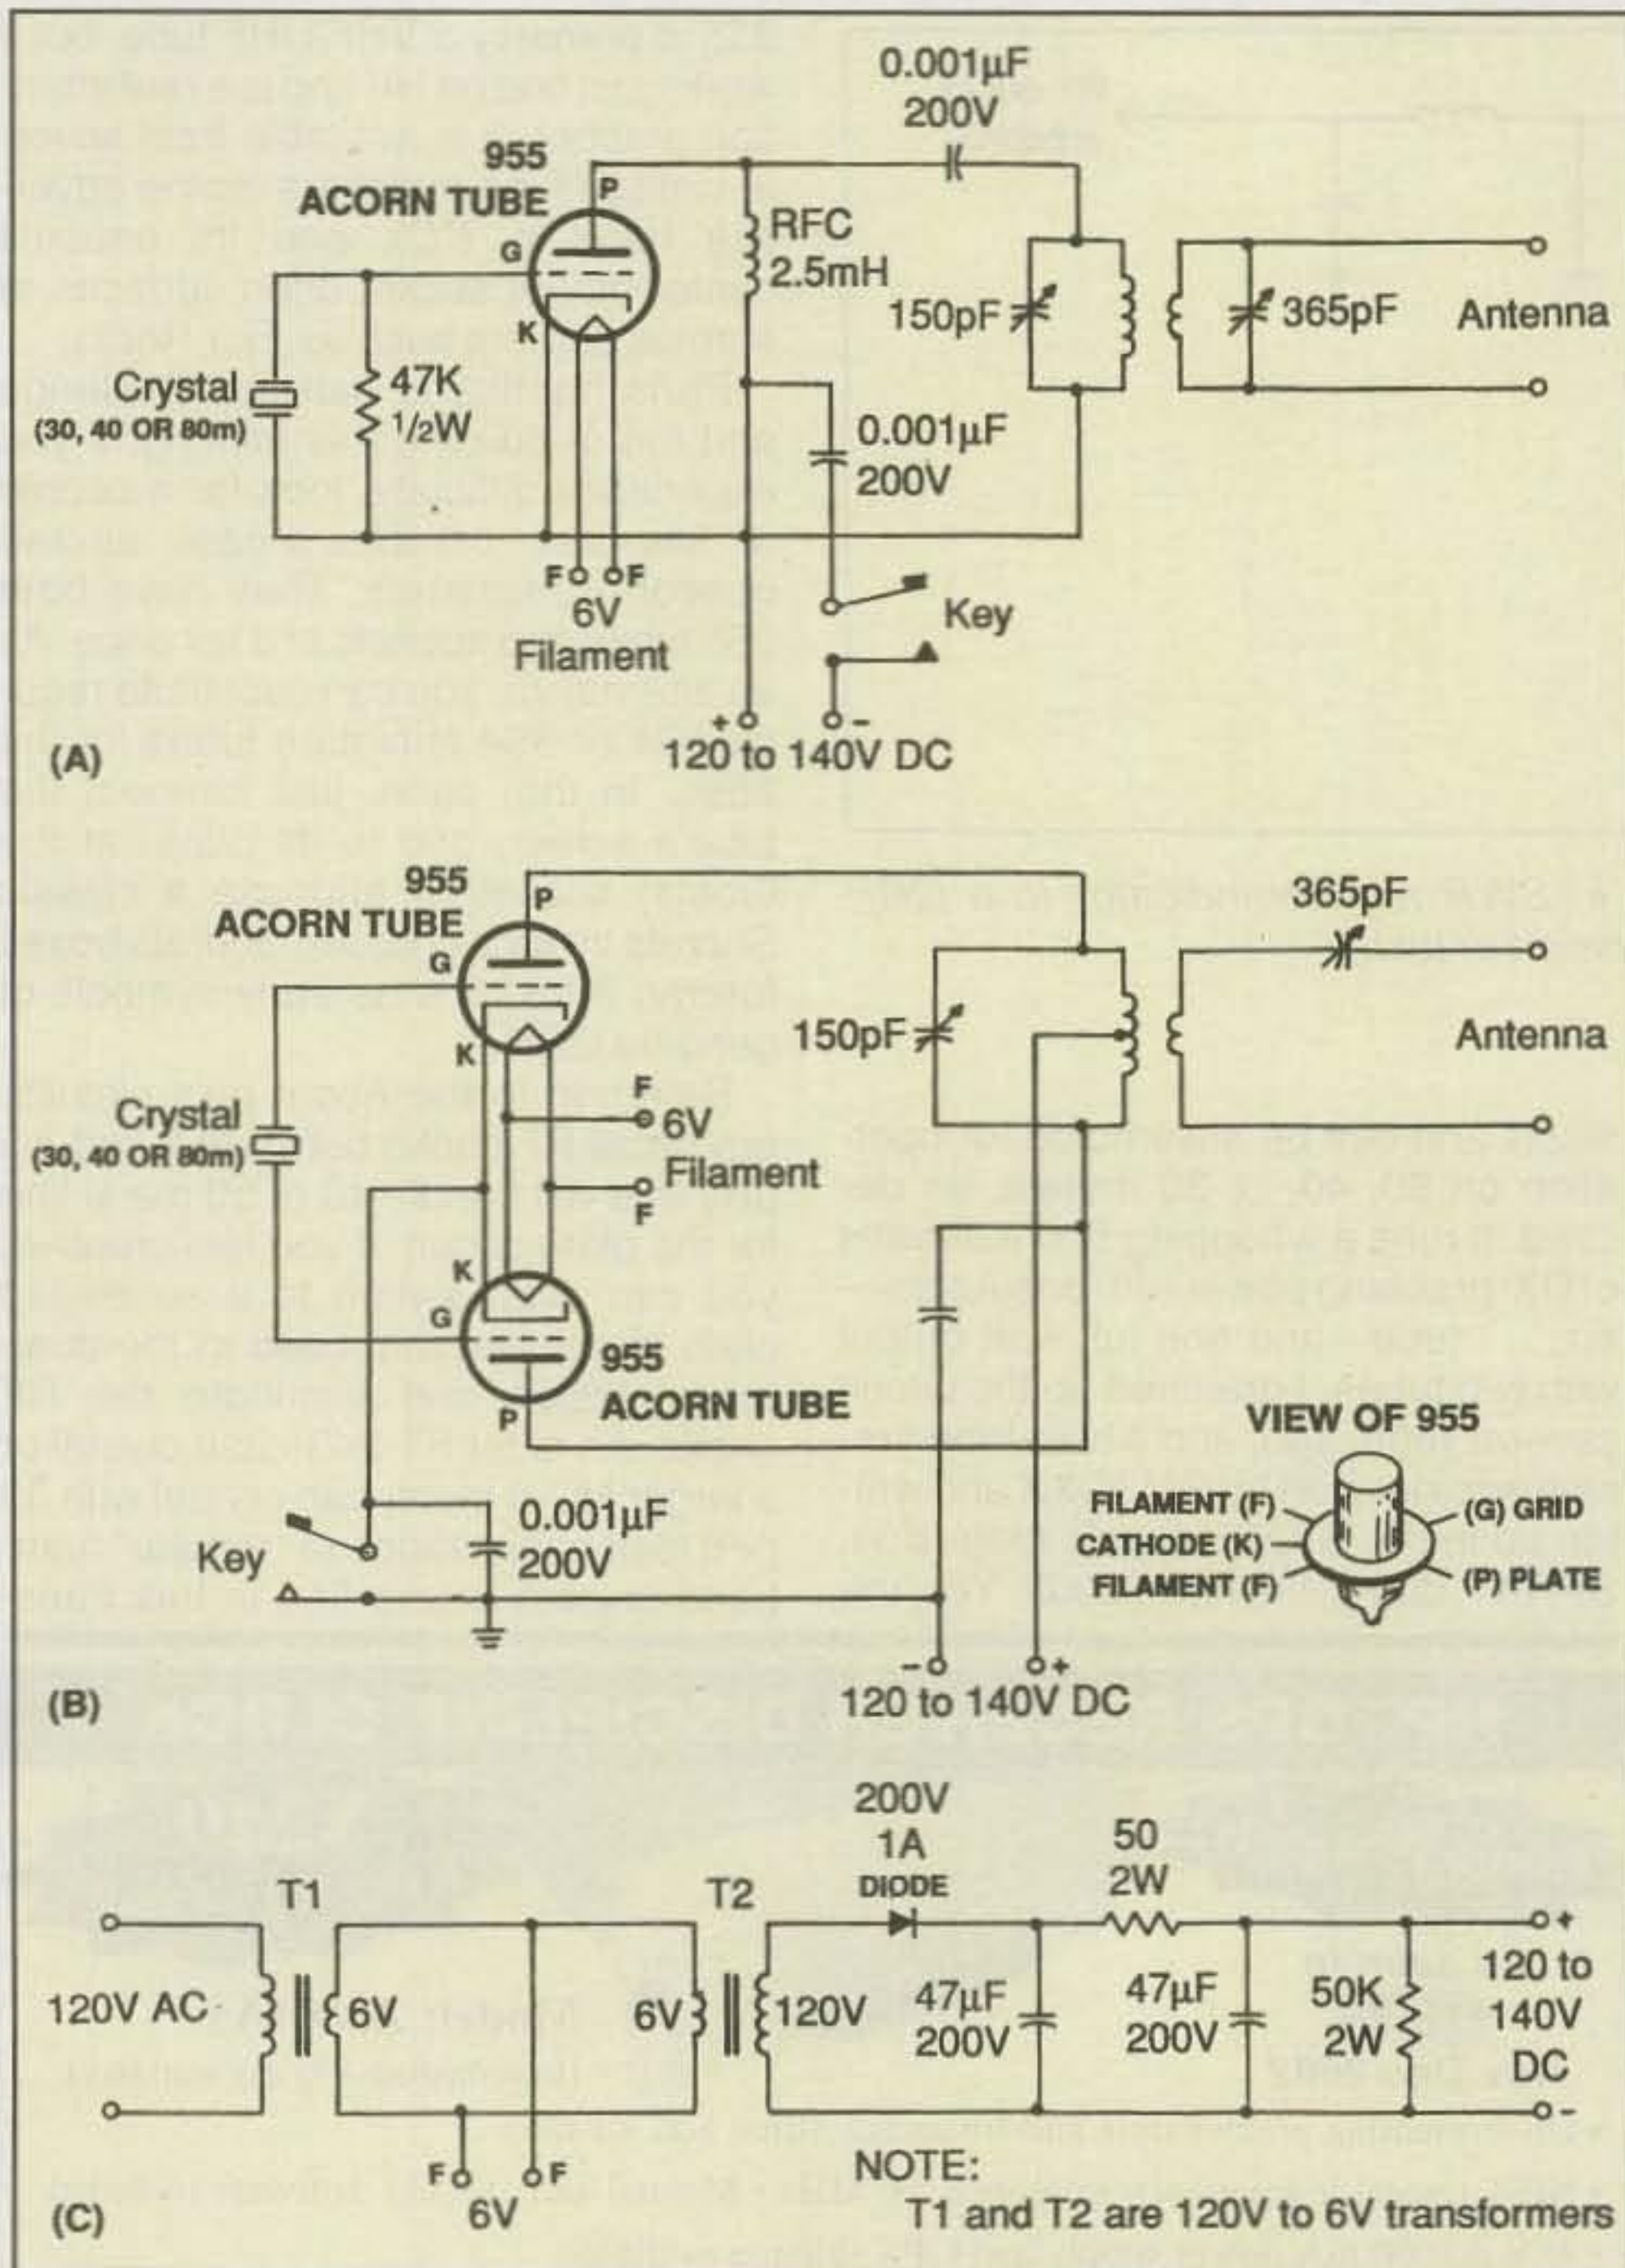 0.001µF
200V
955
ACORN TUBE
P
G
K
RFC
2.5mH
150pF
365pF
Antenna
Crystal
(30, 40 OR 80m)
47K
1/2W
0.001µF
200V
F F
6V
Filament
Key
+ -
120 to 140V DC
(A)
955
ACORN TUBE
P
G
K
365pF
150pF
Antenna
Crystal
(30, 40 OR 80m)
F
6V
Filament
F
K
G
P
955
ACORN TUBE
Key
0.001µF
200V
VIEW OF 955
FILAMENT (F)
CATHODE (K)
FILAMENT (F)
(G) GRID
(P) PLATE
- +
120 to 140V DC
(B)
200V
1A
DIODE
50
2W
T1
T2
120V AC
6V
6V
120V
47µF
200V
47µF
200V
50K
2W
+
120 to
140V
DC
-
F F
6V
NOTE:
T1 and T2 are 120V to 6V transformers
(C)